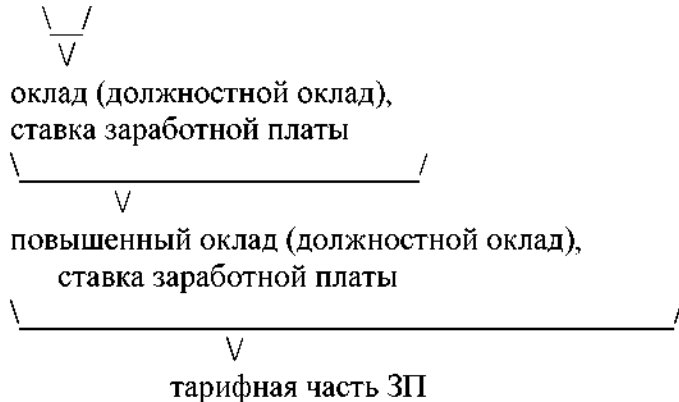 оклад (должностной оклад),
ставка заработной платы
повышенный оклад (должностной оклад),
ставка заработной платы
тарифная часть ЗП